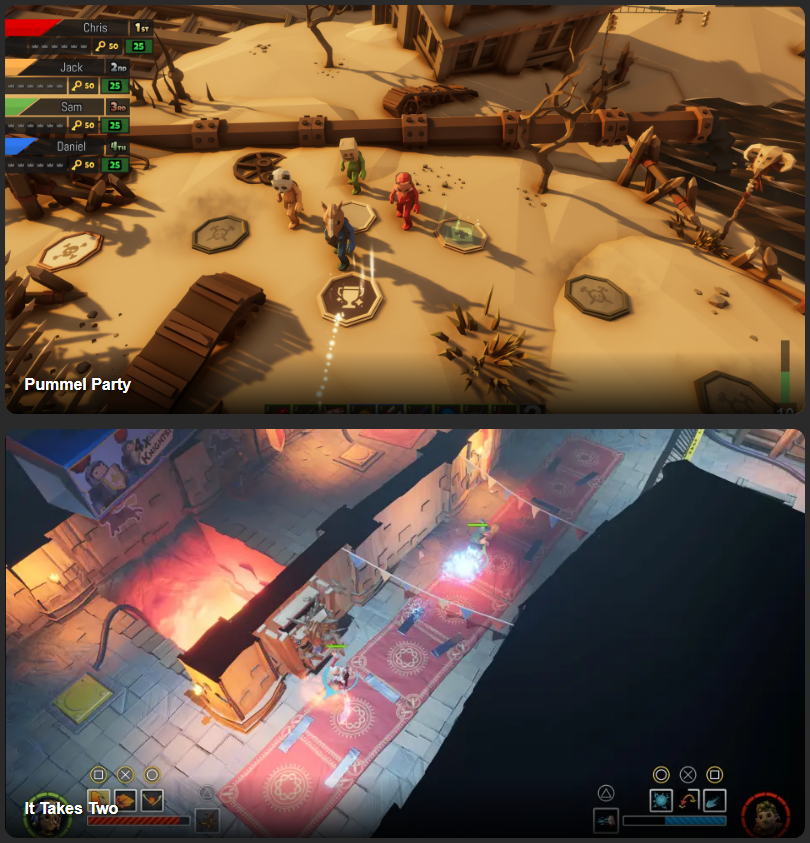 Chris 1ST
50 25
Jack 2ND
50 25
Sam 3RD
50 25
Daniel 4TH
50 25
Pummel Party
10
It Takes Two